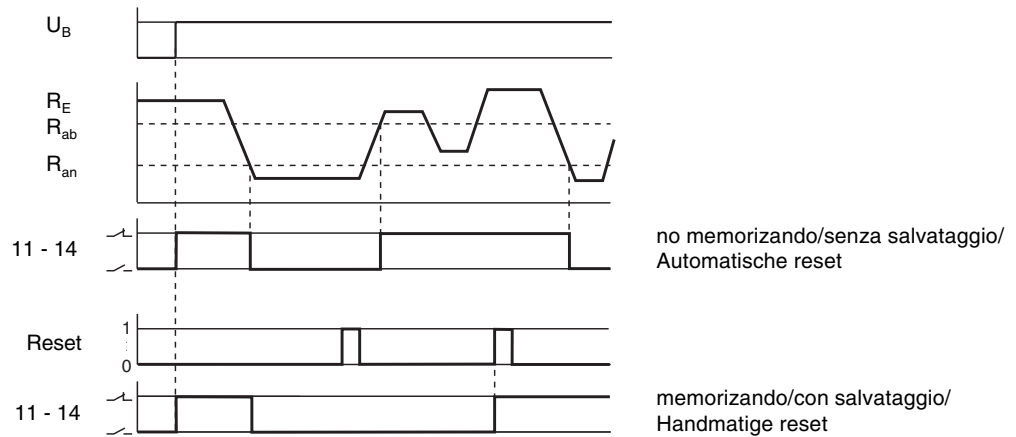 U_B
R_E
R_ab
R_an
11 - 14
no memorizando/senza salvataggio/
Automatische reset
Reset
1
0
11 - 14
memorizando/con salvataggio/
Handmatige reset